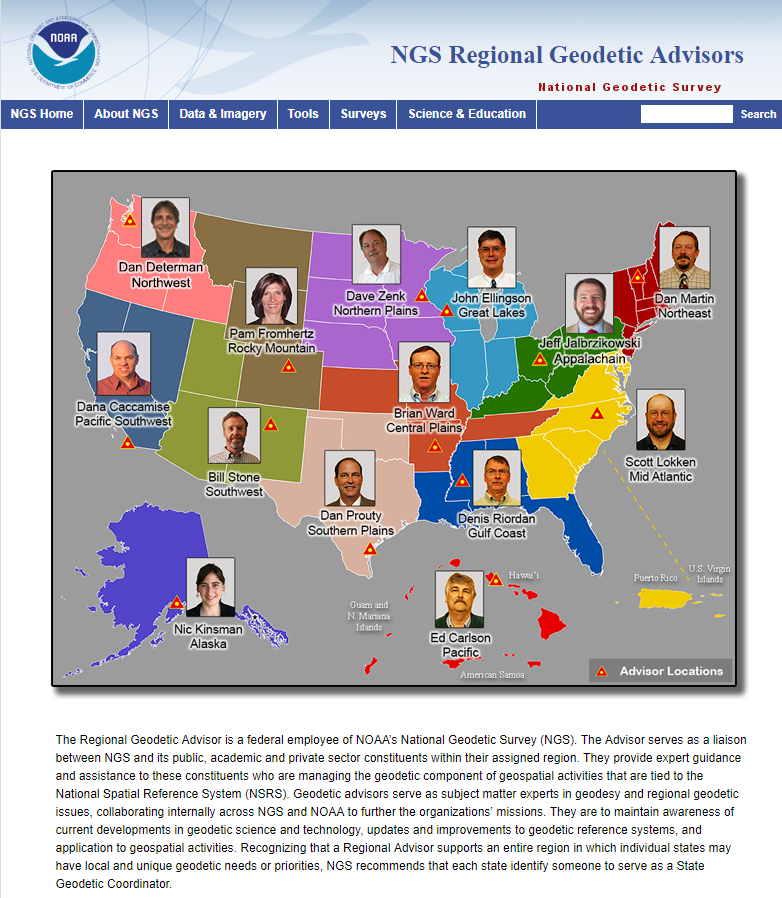 NOAA
NATIONAL OCEANIC AND ATMOSPHERIC ADMINISTRATION
U.S. DEPARTMENT OF COMMERCE
NGS Regional Geodetic Advisors
National Geodetic Survey
NGS Home
About NGS
Data & Imagery
Tools
Surveys
Science & Education
Search
Dan Determan
Northwest
Pam Fromhertz
Rocky Mountain
Dave Zenk
Northern Plains
John Ellingson
Great Lakes
Jeff Jalbrzikowski
Appalachain
Dan Martin
Northeast
Dana Caccamise
Pacific Southwest
Bill Stone
Southwest
Brian Ward
Central Plains
Dan Prouty
Southern Plains
Denis Riordan
Gulf Coast
Scott Lokken
Mid Atlantic
Nic Kinsman
Alaska
Guam and
N. Mariana
Islands
Ed Carlson
Pacific
Hawai'i
American Samoa
Puerto Rico
U.S. Virgin
Islands
Advisor Locations
The Regional Geodetic Advisor is a federal employee of NOAA's National Geodetic Survey (NGS). The Advisor serves as a liaison
between NGS and its public, academic and private sector constituents within their assigned region. They provide expert guidance
and assistance to these constituents who are managing the geodetic component of geospatial activities that are tied to the
National Spatial Reference System (NSRS). Geodetic advisors serve as subject matter experts in geodesy and regional geodetic
issues, collaborating internally across NGS and NOAA to further the organizations' missions. They are to maintain awareness of
current developments in geodetic science and technology, updates and improvements to geodetic reference systems, and
application to geospatial activities. Recognizing that a Regional Advisor supports an entire region in which individual states may
have local and unique geodetic needs or priorities, NGS recommends that each state identify someone to serve as a State
Geodetic Coordinator.